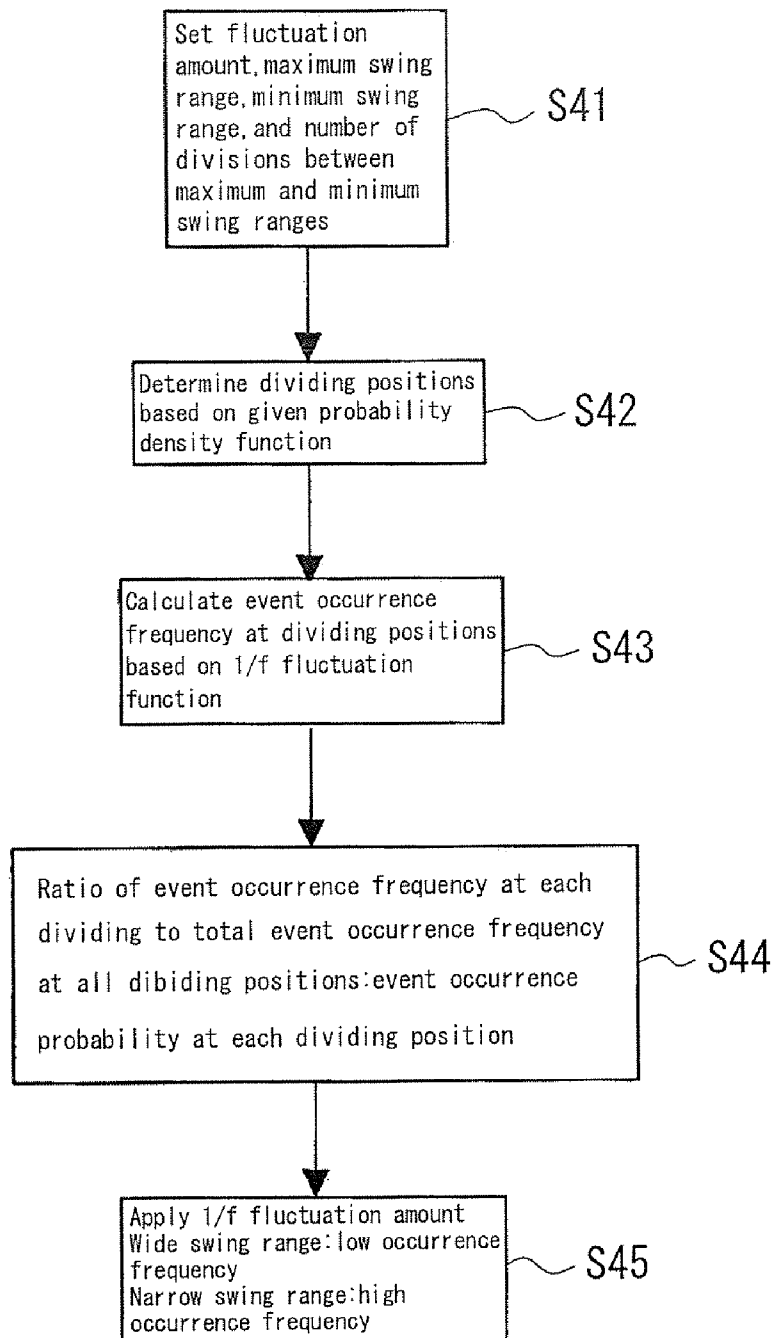 Set fluctuation
amount,maximum swing
range,minimum swing
range,and number of
divisions between
maximum and minimum
swing ranges
S41
Determine dividing positions
based on given probability
density function
S42
Calculate event occurrence
frequency at dividing positions
based on 1/f fluctuation
function
S43
Ratio of event occurrence frequency at each
dividing to total event occurrence frequency
at all dibiding positions:event occurrence
probability at each dividing position
S44
Apply 1/f fluctuation amount
Wide swing range:low occurrence
frequency
Narrow swing range:high
occurrence frequency
S45